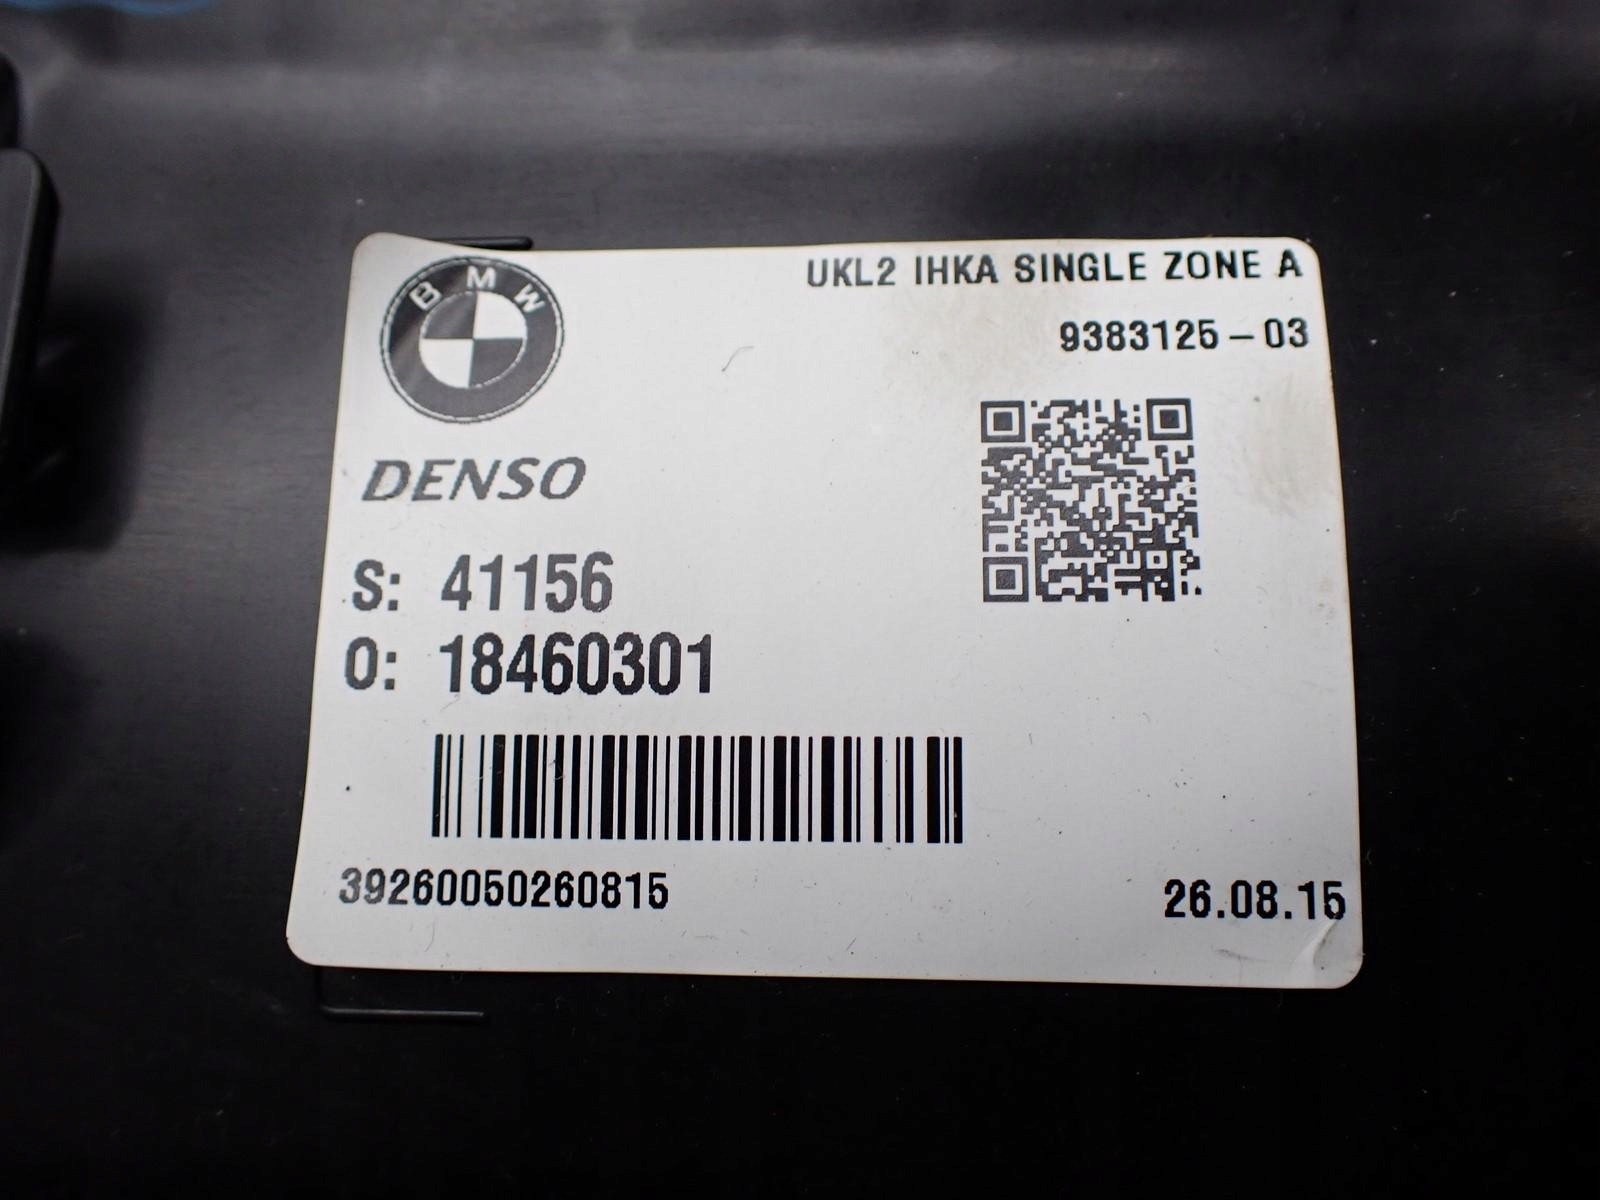 BMW
UKL2 IHKA SINGLE ZONE A
9383125-03
DENSO
S: 41156
O: 18460301
39260050260815
26.08.15